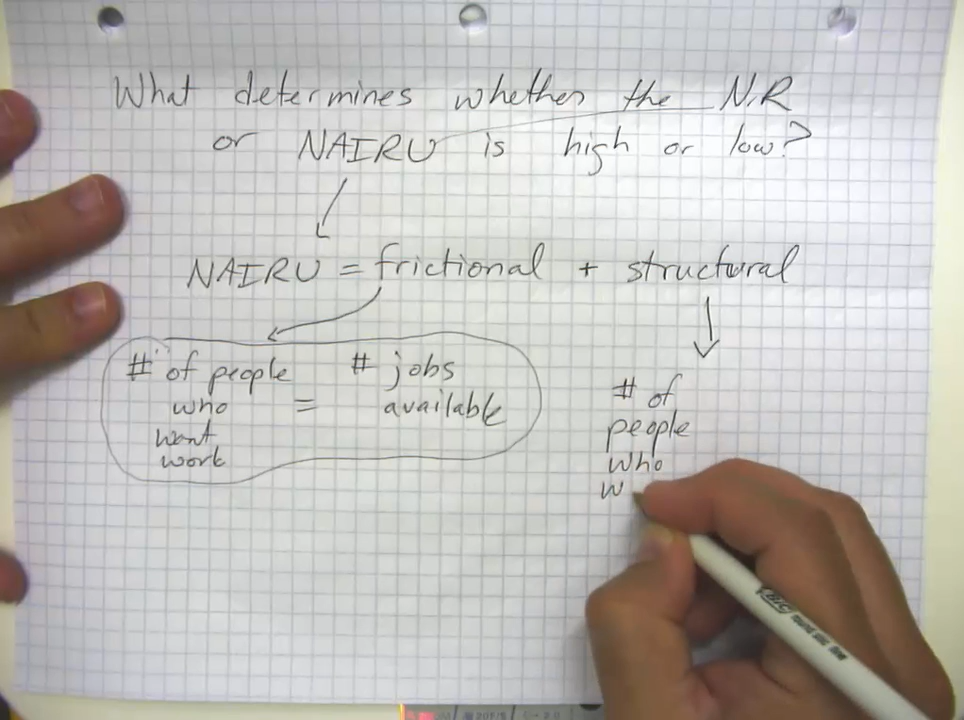 What determines whether the N.R
or NAIRU is high or low?
NAIRU = frictional + structural
# of people
who
want
work
=
# jobs
available
# of
people
who
w
BIC